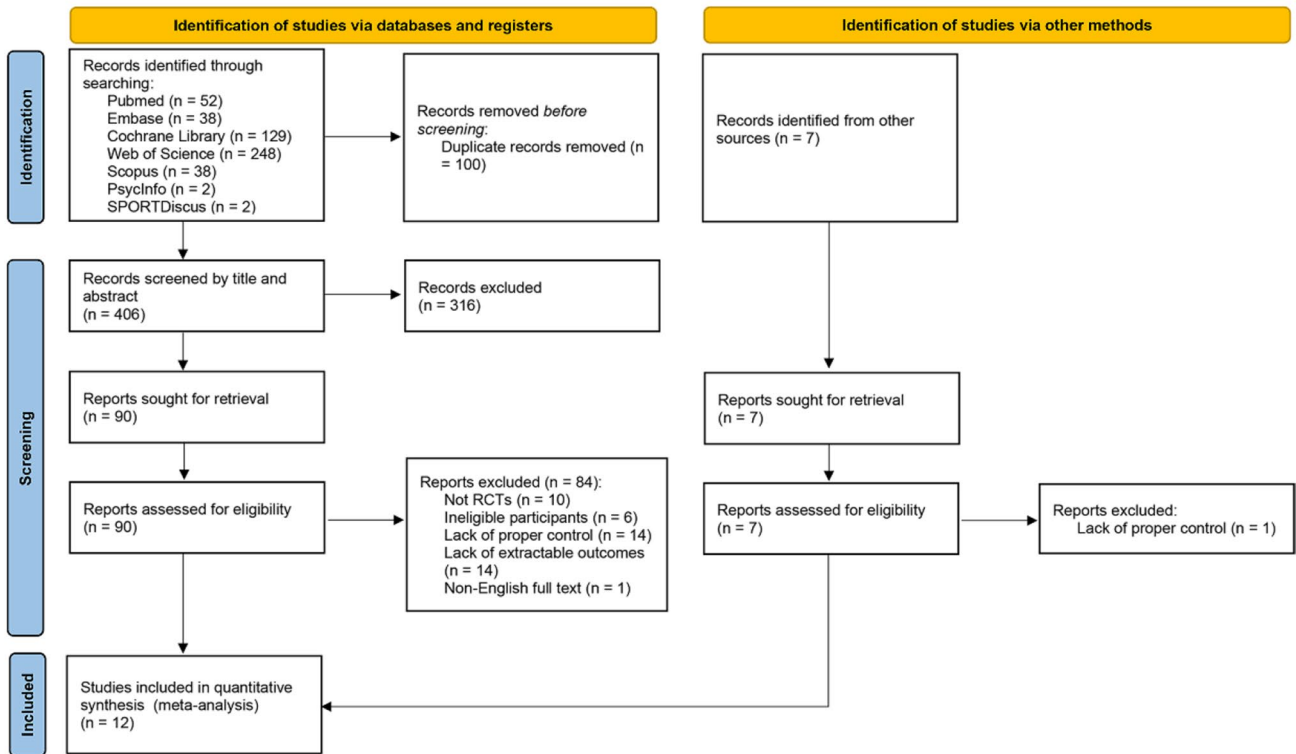 Identification of studies via databases and registers
Identification of studies via other methods
Identification
Records identified through
searching:
Pubmed (n = 52)
Embase (n = 38)
Cochrane Library (n = 129)
Web of Science (n = 248)
Scopus (n = 38)
PsycInfo (n = 2)
SPORTDiscus (n = 2)
Records removed before
screening:
Duplicate records removed (n
= 100)
Records identified from other
sources (n = 7)
Screening
Records screened by title and
abstract
(n = 406)
Records excluded
(n = 316)
Reports sought for retrieval
(n = 90)
Reports sought for retrieval
(n = 7)
Reports assessed for eligibility
(n = 90)
Reports excluded (n = 84):
Not RCTs (n = 10)
Ineligible participants (n = 6)
Lack of proper control (n = 14)
Lack of extractable outcomes
(n = 14)
Non-English full text (n = 1)
Reports assessed for eligibility
(n = 7)
Reports excluded:
Lack of proper control (n = 1)
Included
Studies included in quantitative
synthesis (meta-analysis)
(n = 12)